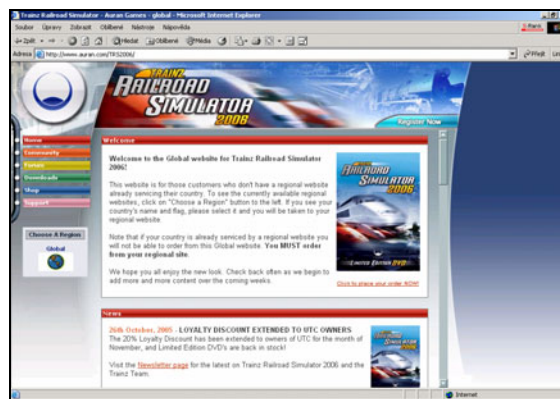 Trainz Railroad Simulator - Auran Games - global - Microsoft Internet Explorer
Soubor Úpravy Zobrazit Oblíbené Nástroje Nápověda
Zpět Hledat Oblíbené Média
Adresa http://www.auran.com/TRS2006/ Přejít
TRAINZ
RAILROAD
SIMULATOR
2006
Register Now
Home
Community
Forum
Downloads
Shop
Support
Choose A Region
Global
Welcome
Welcome to the Global website for Trainz Railroad Simulator
2006!
This website is for those customers who don't have a regional website
already servicing their country. To see the currently available regional
websites, click on "Choose a Region" button to the left. If you see your
country's name and flag, please select it and you will be taken to your
regional website.
Note that if your country is already serviced by a regional website you
will not be able to order from this Global website. You MUST order
from your regional site.
We hope you all enjoy the new look. Check back often as we begin to
add more and more content over the coming weeks.
RAILROAD
SIMULATOR
2006
LIMITED EDITION DVD
Click to place your order NOW!
News
26th October, 2005 - LOYALTY DISCOUNT EXTENDED TO UTC OWNERS
The 20% Loyalty Discount has been extended to owners of UTC for the month of
November, and Limited Edition DVD's are back in stock!
Visit the Newsletter page for the latest on Trainz Railroad Simulator 2006 and the
Trainz Team.
Internet